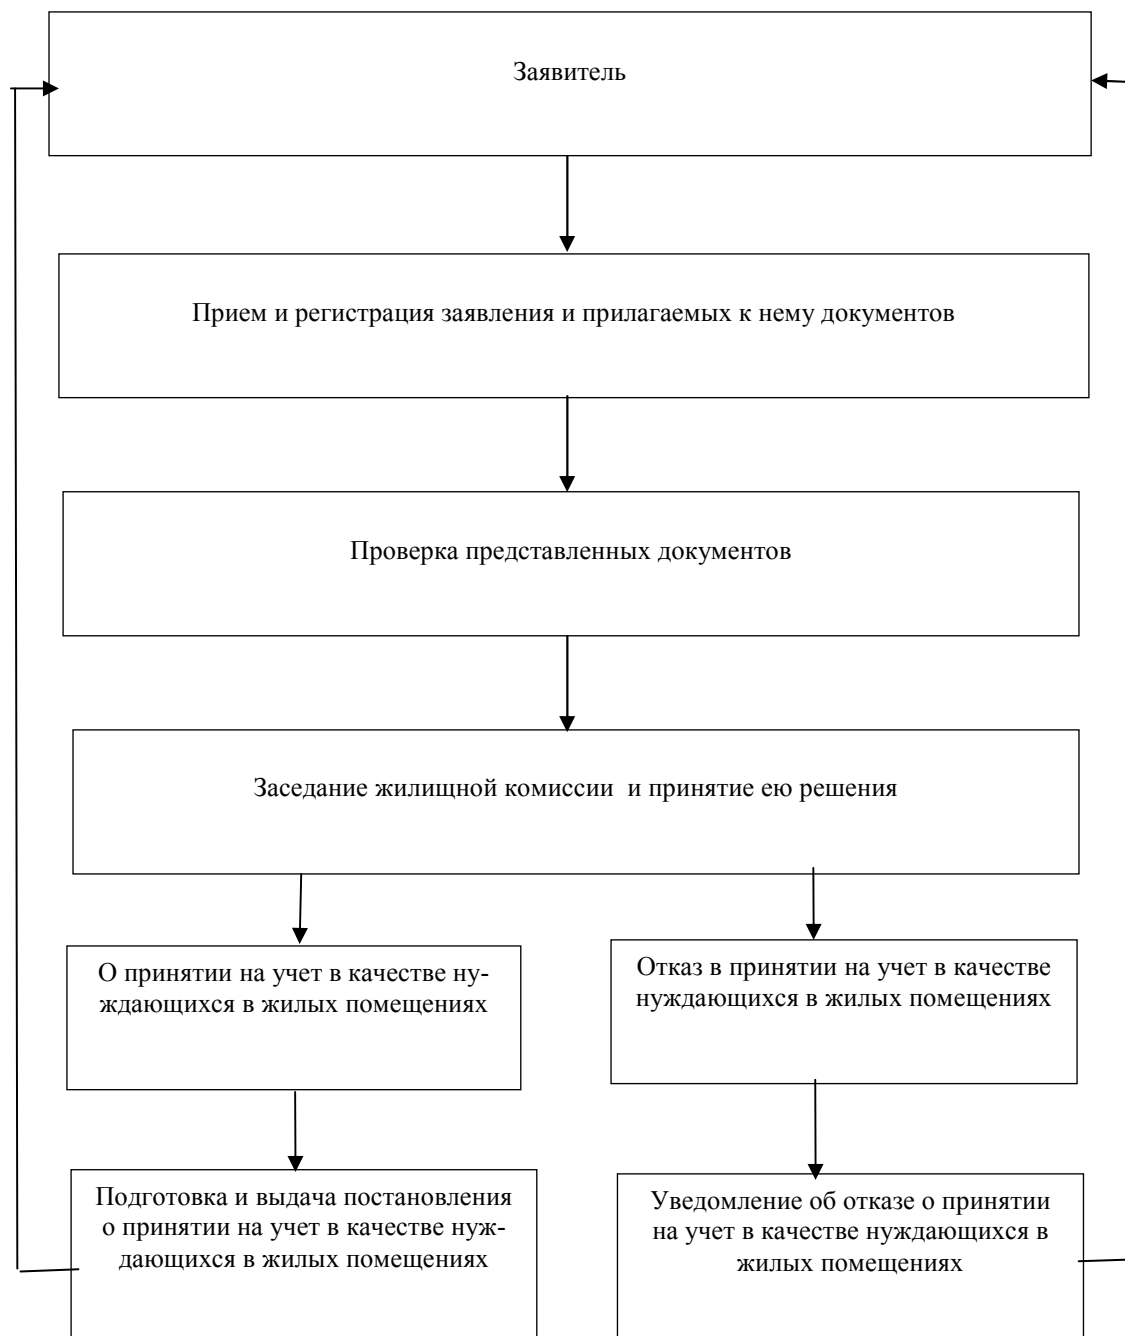 Заявитель
Прием и регистрация заявления и прилагаемых к нему документов
Проверка представленных документов
Заседание жилищной комиссии  и принятие ею решения
О принятии на учет в качестве ну-
ждающихся в жилых помещениях
Отказ в принятии на учет в качестве
нуждающихся в жилых помещениях
Подготовка и выдача постановления
о принятии на учет в качестве нуж-
дающихся в жилых помещениях
Уведомление об отказе о принятии
на учет в качестве нуждающихся в
жилых помещениях